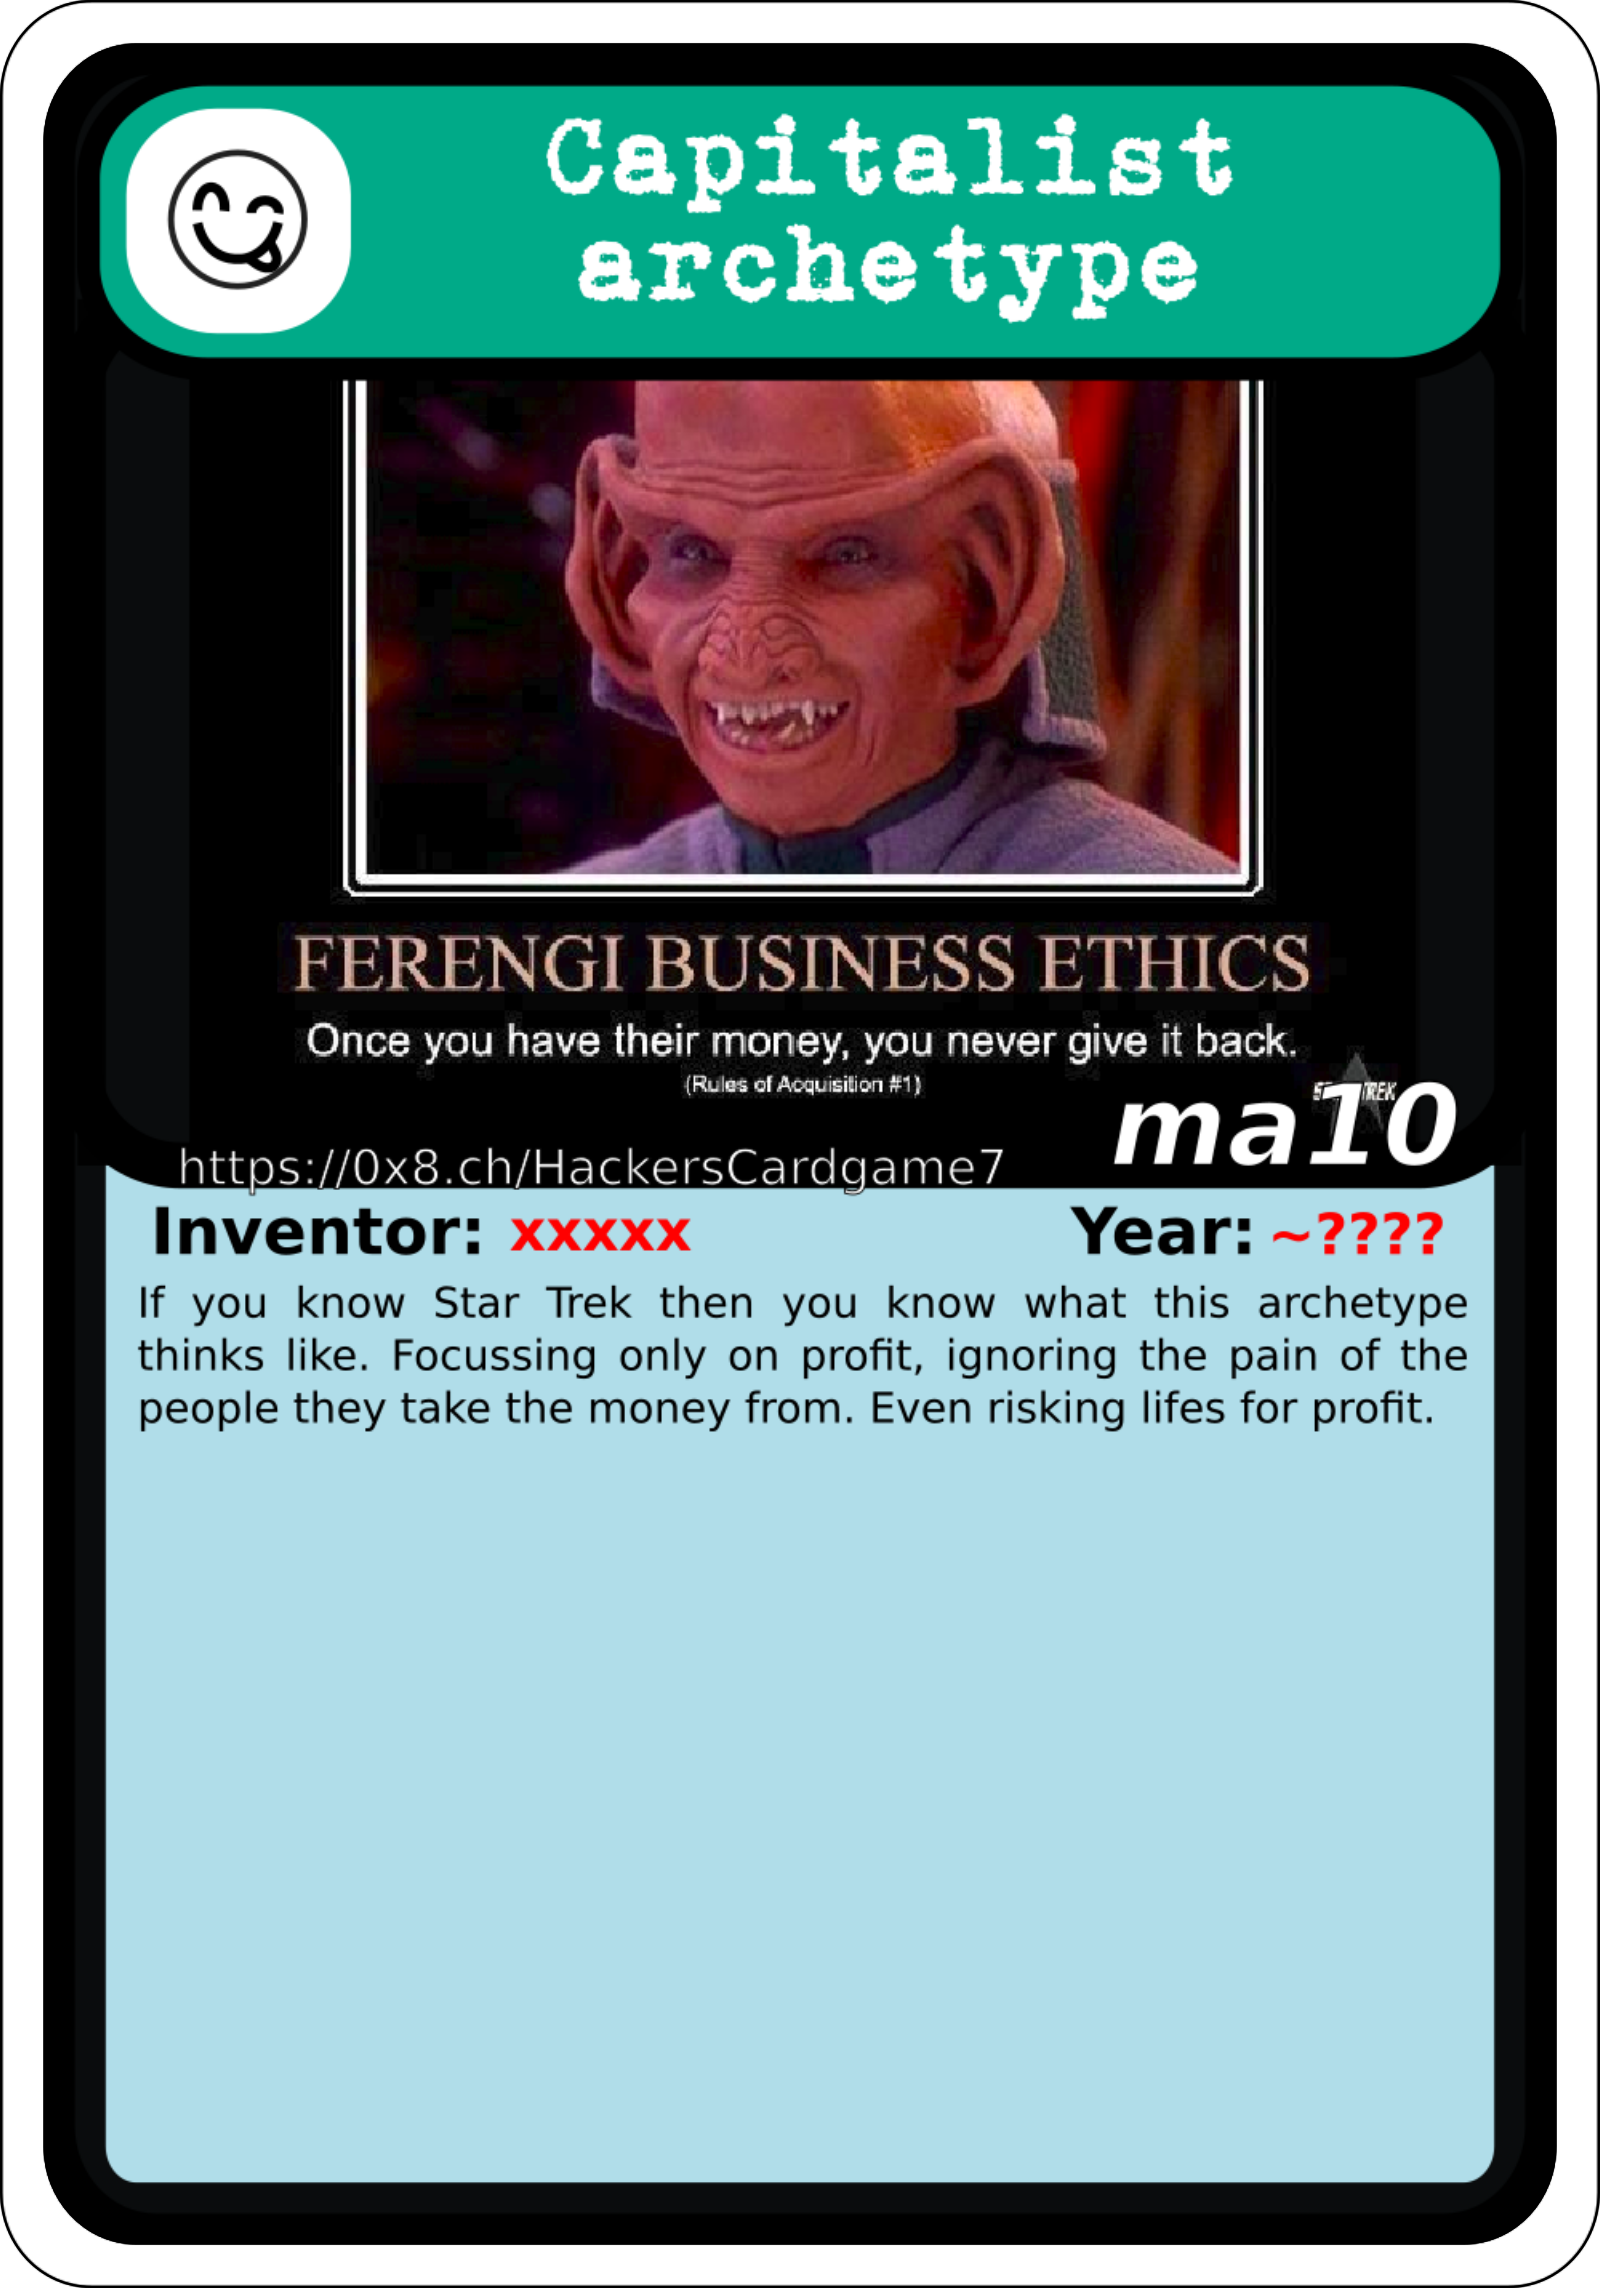 Capitalist
archetype
FERENGI BUSINESS ETHICS
Once you have their money, you never give it back.
(Rules of Acquisition #1)
ma10
https://0x8.ch/HackersCardgame7
Inventor: xxxxx Year: ~????
If you know Star Trek then you know what this archetype
thinks like. Focussing only on profit, ignoring the pain of the
people they take the money from. Even risking lifes for profit.